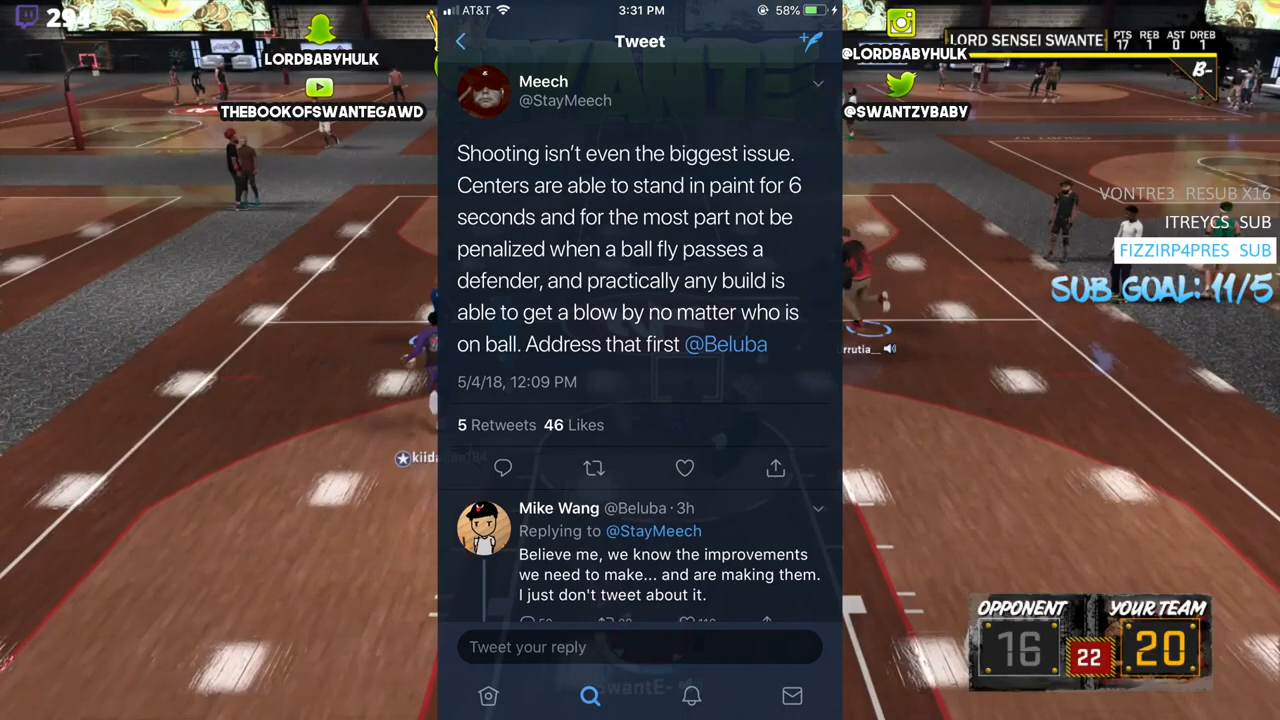 294
LORDBABYHULK
THEBOOKOFSWANTEGAWD
AT&T
3:31 PM
58%
Tweet
@LORDBABYHULK
@SWANTZYBABY
LORD SENSEI SWANTE
PTS REB AST DREB
17 1 0 1
B-
Meech
@StayMeech
Shooting isn’t even the biggest issue.
Centers are able to stand in paint for 6
seconds and for the most part not be
penalized when a ball fly passes a
defender, and practically any build is
able to get a blow by no matter who is
on ball. Address that first @Beluba
5/4/18, 12:09 PM
5 Retweets 46 Likes
Mike Wang @Beluba · 3h
Replying to @StayMeech
Believe me, we know the improvements
we need to make... and are making them.
I just don't tweet about it.
Tweet your reply
VONTRE3 RESUB X16
ITREYCS SUB
FIZZIRP4PRES SUB
SUB GOAL: 11/5
OPPONENT
16
22
YOUR TEAM
20